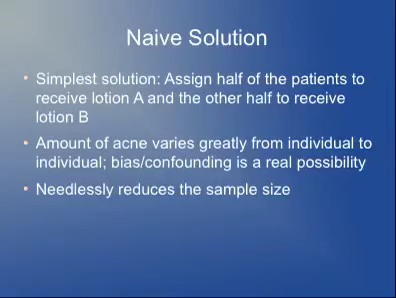 Naive Solution
• Simplest solution: Assign half of the patients to
receive lotion A and the other half to receive
lotion B
• Amount of acne varies greatly from individual to
individual; bias/confounding is a real possibility
• Needlessly reduces the sample size